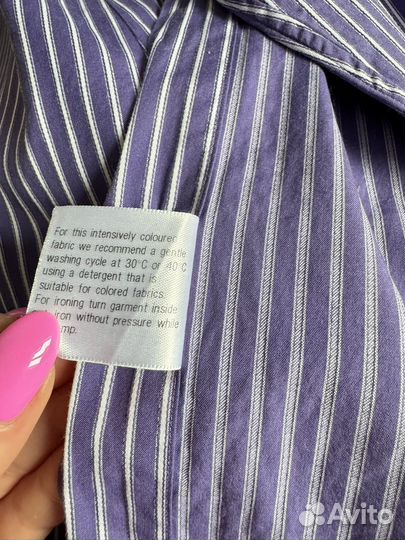 For this intensively coloured
fabric we recommend a gentle
washing cycle at 30°C or 40°C
using a detergent that is
suitable for colored fabrics.
For ironing turn garment inside
iron without pressure while
mp.
Avito